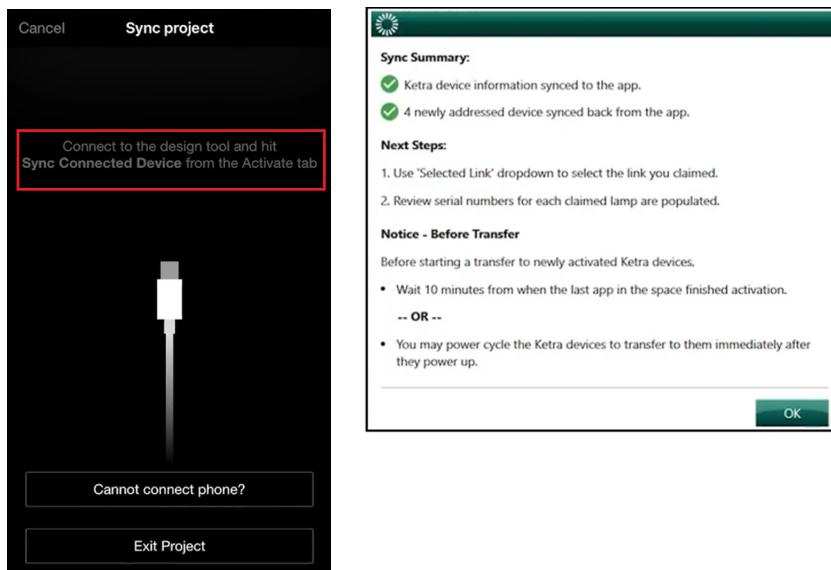 Cancel
Sync project
Connect to the design tool and hit
Sync Connected Device from the Activate tab
Cannot connect phone?
Exit Project
Sync Summary:
Ketra device information synced to the app.
4 newly addressed device synced back from the app.
Next Steps:
1. Use 'Selected Link' dropdown to select the link you claimed.
2. Review serial numbers for each claimed lamp are populated.
Notice - Before Transfer
Before starting a transfer to newly activated Ketra devices.
• Wait 10 minutes from when the last app in the space finished activation.
-- OR --
• You may power cycle the Ketra devices to transfer to them immediately after
they power up.
OK